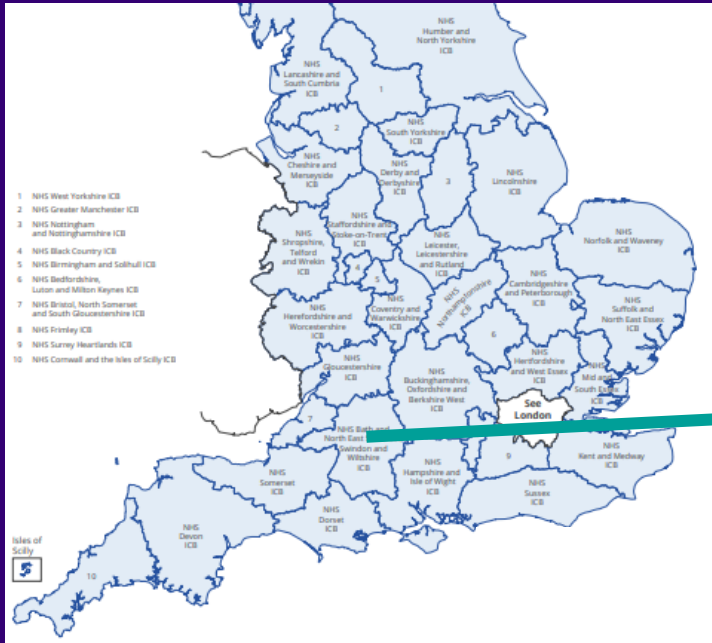 NHS
Humber and
North Yorkshire
ICB
NHS
Lancashire and
South Cumbria
ICB
1
2
NHS
South Yorkshire
ICB
NHS
Cheshire and
Merseyside
ICB
NHS
Derby and
Derbyshire
ICB
3
NHS
Lincolnshire
ICB
1 NHS West Yorkshire ICB
2 NHS Greater Manchester ICB
3 NHS Nottingham
and Nottinghamshire ICB
4 NHS Black Country ICB
5 NHS Birmingham and Solihull ICB
6 NHS Bedfordshire,
Luton and Milton Keynes ICB
7 NHS Bristol, North Somerset
and South Gloucestershire ICB
8 NHS Frimley ICB
9 NHS Surrey Heartlands ICB
10 NHS Cornwall and the Isles of Scilly ICB
NHS
Shropshire,
Telford
and Wrekin
ICB
NHS
Staffordshire and
Stoke-on-Trent
ICB
NHS
Leicester,
Leicestershire
and Rutland
ICB
NHS
Norfolk and Waveney
ICB
4
5
NHS
Northamptonshire
ICB
NHS
Cambridgeshire
and Peterborough
ICB
NHS
Suffolk and
North East Essex
ICB
NHS
Herefordshire and
Worcestershire
ICB
NHS
Coventry and
Warwickshire
ICB
6
NHS
Gloucestershire
ICB
NHS
Buckinghamshire,
Oxfordshire and
Berkshire West
ICB
NHS
Hertfordshire
and West Essex
ICB
NHS
Mid and
South Essex
ICB
See
London
7
NHS Bath and
North East
Swindon and
Wiltshire
ICB
9
NHS
Kent and Medway
ICB
NHS
Somerset
ICB
NHS
Hampshire and
Isle of Wight
ICB
NHS
Sussex
ICB
NHS
Dorset
ICB
NHS
Devon
ICB
Isles of
Scilly
10